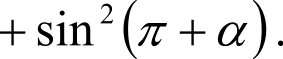 + sin²(π + α).